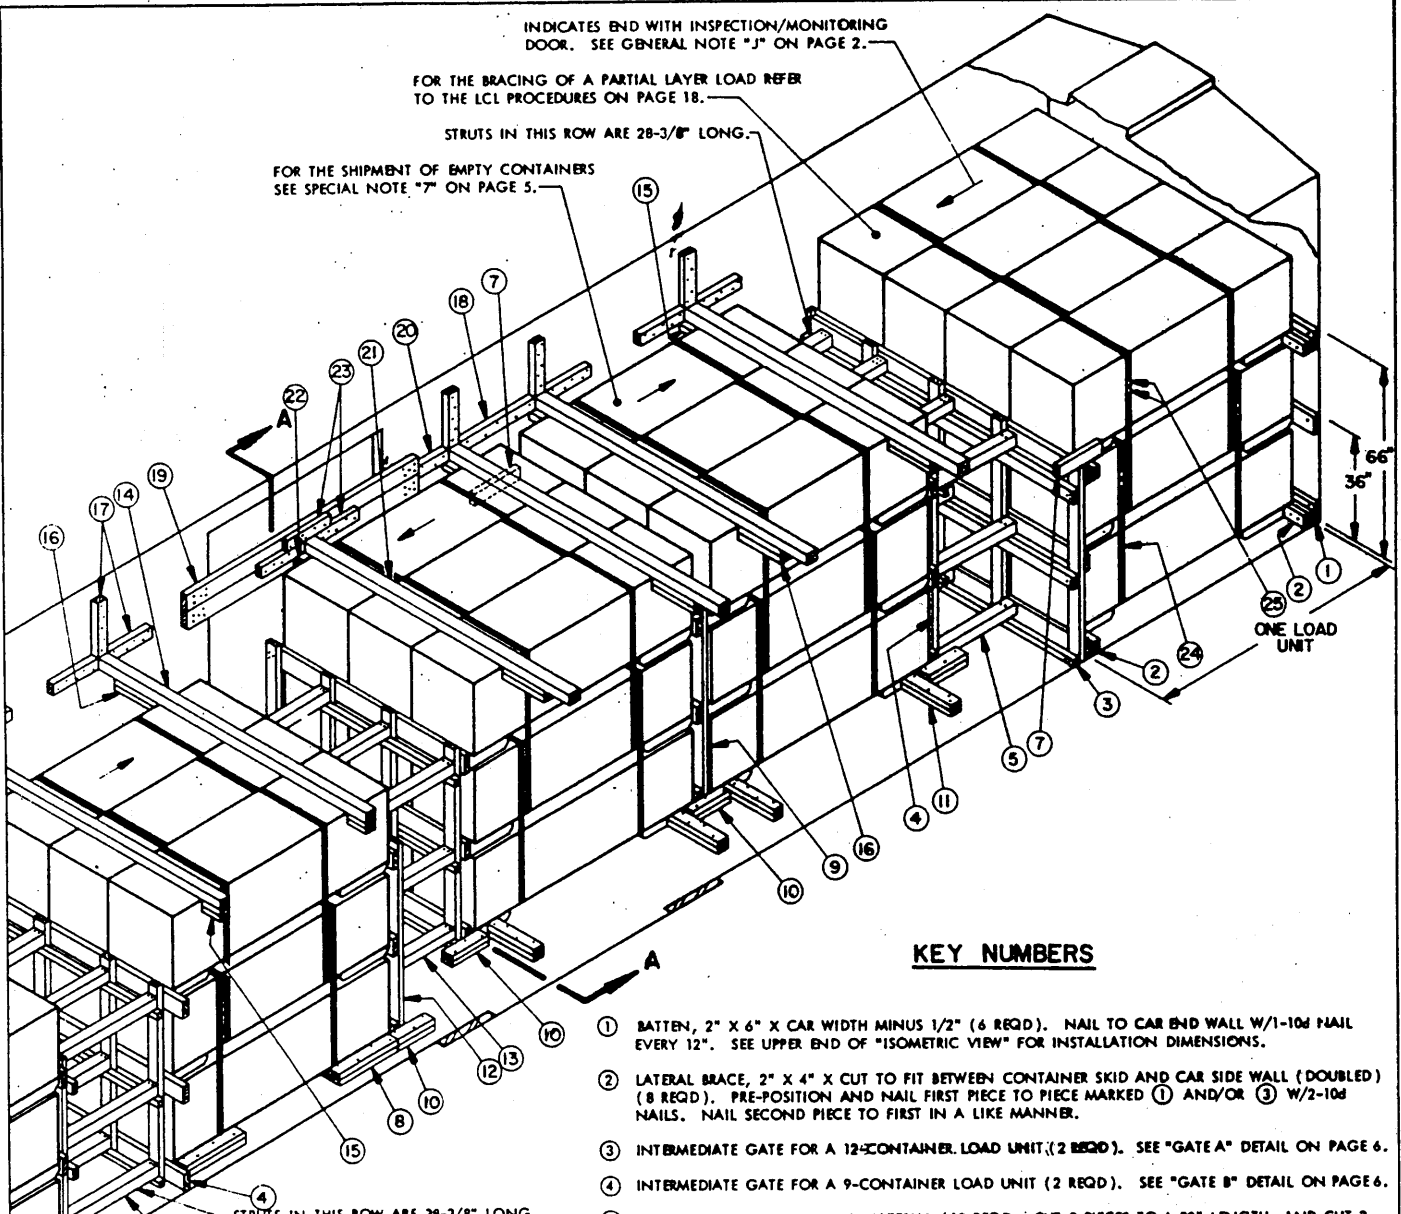 INDICATES END WITH INSPECTION/MONITORING
DOOR. SEE GENERAL NOTE "J" ON PAGE 2.
FOR THE BRACING OF A PARTIAL LAYER LOAD REFER
TO THE LCL PROCEDURES ON PAGE 18.
STRUTS IN THIS ROW ARE 28-3/8" LONG.
FOR THE SHIPMENT OF EMPTY CONTAINERS
SEE SPECIAL NOTE "7" ON PAGE 5.
15
7
18
20
21
23
22
A
19
17
14
16
66"
36"
2
1
25
ONE LOAD
UNIT
24
2
3
7
5
11
4
16
9
10
A
10
13
12
10
8
15
4
STRUTS IN THIS ROW ARE 28-3/8" LONG
KEY NUMBERS
1 BATTEN, 2" X 6" X CAR WIDTH MINUS 1/2" (6 REQD). NAIL TO CAR END WALL W/1-10d NAIL
EVERY 12". SEE UPPER END OF "ISOMETRIC VIEW" FOR INSTALLATION DIMENSIONS.
2 LATERAL BRACE, 2" X 4" X CUT TO FIT BETWEEN CONTAINER SKID AND CAR SIDE WALL (DOUBLED)
(8 REQD). PRE-POSITION AND NAIL FIRST PIECE TO PIECE MARKED 1 AND/OR 3 W/2-10d
NAILS. NAIL SECOND PIECE TO FIRST IN A LIKE MANNER.
3 INTERMEDIATE GATE FOR A 12-CONTAINER LOAD UNIT (2 REQD). SEE "GATE A" DETAIL ON PAGE 6.
4 INTERMEDIATE GATE FOR A 9-CONTAINER LOAD UNIT (2 REQD). SEE "GATE B" DETAIL ON PAGE 6.